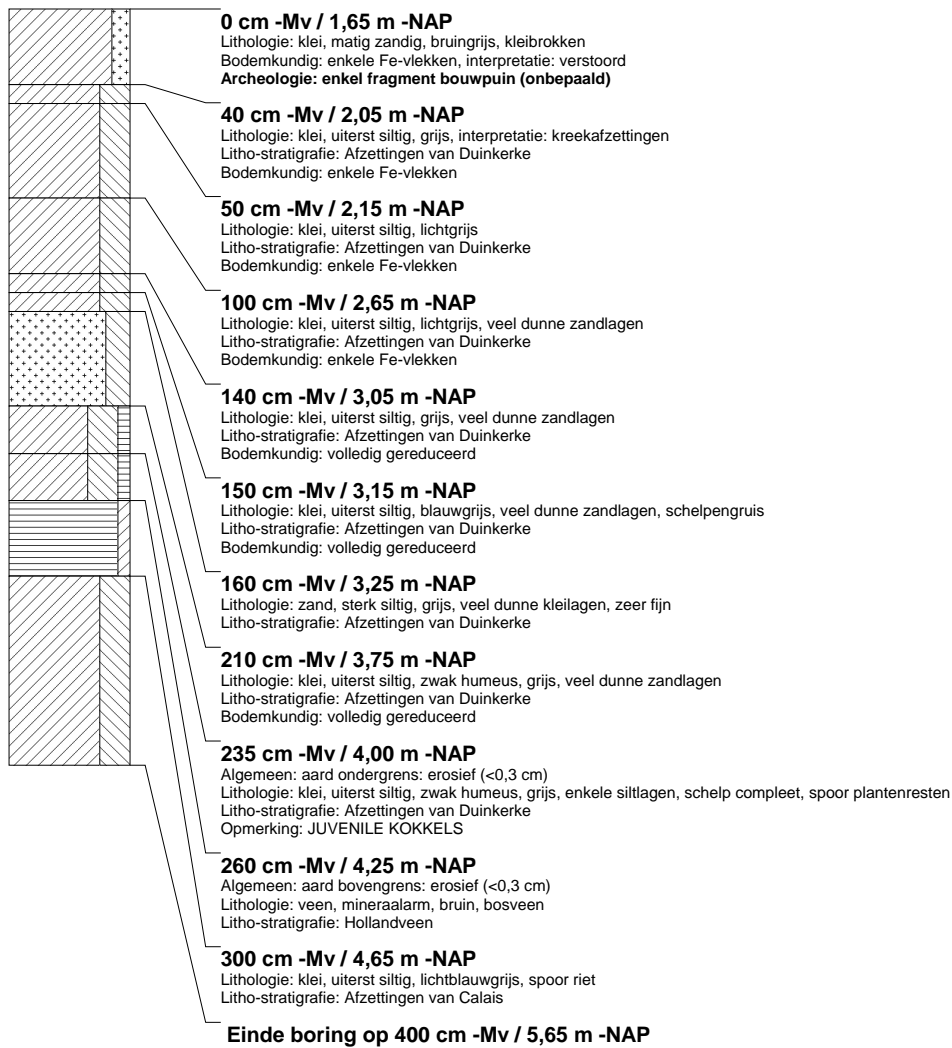 0 cm -Mv / 1,65 m -NAP
Lithologie: klei, matig zandig, bruingrijs, kleibrokken
Bodemkundig: enkele Fe-vlekken, interpretatie: verstoord
Archeologie: enkel fragment bouwpuin (onbepaald)
40 cm -Mv / 2,05 m -NAP
Lithologie: klei, uiterst siltig, grijs, interpretatie: kreekafzettingen
Litho-stratigrafie: Afzettingen van Duinkerke
Bodemkundig: enkele Fe-vlekken
50 cm -Mv / 2,15 m -NAP
Lithologie: klei, uiterst siltig, lichtgrijs
Litho-stratigrafie: Afzettingen van Duinkerke
Bodemkundig: enkele Fe-vlekken
100 cm -Mv / 2,65 m -NAP
Lithologie: klei, uiterst siltig, lichtgrijs, veel dunne zandlagen
Litho-stratigrafie: Afzettingen van Duinkerke
Bodemkundig: enkele Fe-vlekken
140 cm -Mv / 3,05 m -NAP
Lithologie: klei, uiterst siltig, grijs, veel dunne zandlagen
Litho-stratigrafie: Afzettingen van Duinkerke
Bodemkundig: volledig gereduceerd
150 cm -Mv / 3,15 m -NAP
Lithologie: klei, uiterst siltig, blauwgrijs, veel dunne zandlagen, schelpengruis
Litho-stratigrafie: Afzettingen van Duinkerke
Bodemkundig: volledig gereduceerd
160 cm -Mv / 3,25 m -NAP
Lithologie: zand, sterk siltig, grijs, veel dunne kleilagen, zeer fijn
Litho-stratigrafie: Afzettingen van Duinkerke
210 cm -Mv / 3,75 m -NAP
Lithologie: klei, uiterst siltig, zwak humeus, grijs, veel dunne zandlagen
Litho-stratigrafie: Afzettingen van Duinkerke
Bodemkundig: volledig gereduceerd
235 cm -Mv / 4,00 m -NAP
Algemeen: aard ondergrens: erosief (<0,3 cm)
Lithologie: klei, uiterst siltig, zwak humeus, grijs, enkele siltlagen, schelp compleet, spoor plantenresten
Litho-stratigrafie: Afzettingen van Duinkerke
Opmerking: JUVENILE KOKKELS
260 cm -Mv / 4,25 m -NAP
Algemeen: aard bovengrens: erosief (<0,3 cm)
Lithologie: veen, mineraalarm, bruin, bosveen
Litho-stratigrafie: Hollandveen
300 cm -Mv / 4,65 m -NAP
Lithologie: klei, uiterst siltig, lichtblauwgrijs, spoor riet
Litho-stratigrafie: Afzettingen van Calais
Einde boring op 400 cm -Mv / 5,65 m -NAP